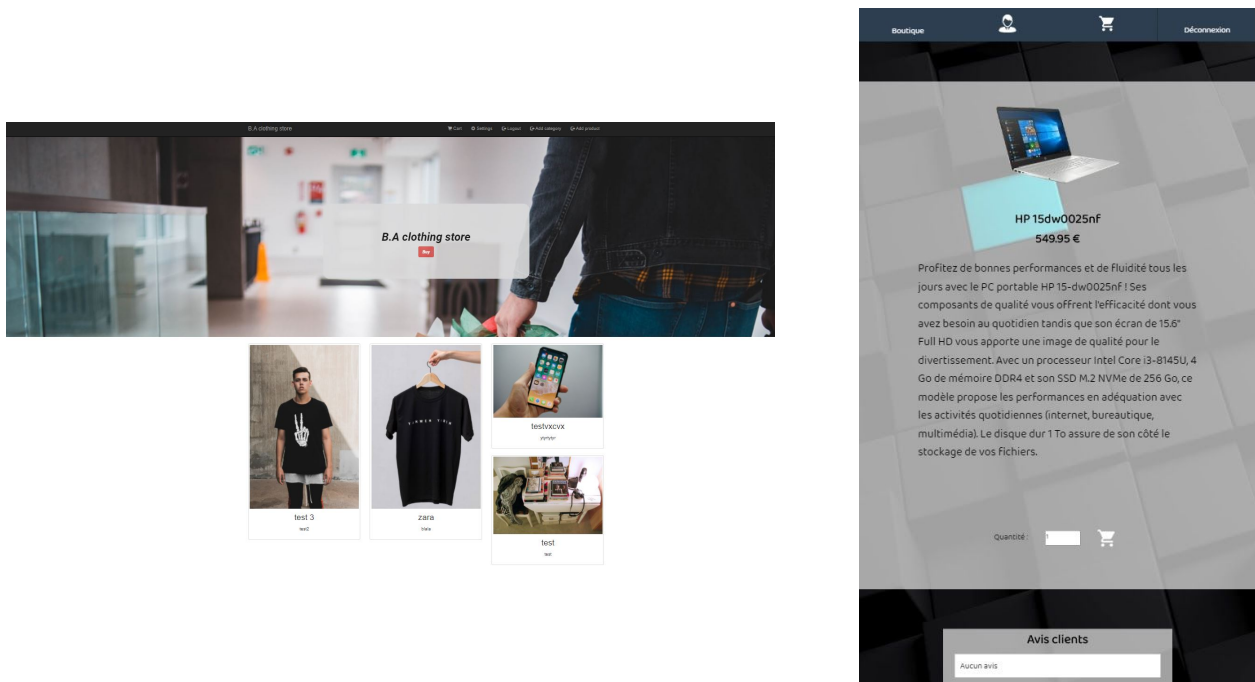 B.A clothing store
Cart Settings Logout Add category Add product
B.A clothing store
Buy
test 3
test2
zara
blala
testvxcvx
test
test
Boutique
Déconnexion
HP 15dw0025nf
549.95 €
Profitez de bonnes performances et de fluidité tous les
jours avec le PC portable HP 15-dw0025nf ! Ses
composants de qualité vous offrent l'efficacité dont vous
avez besoin au quotidien tandis que son écran de 15.6"
Full HD vous apporte une image de qualité pour le
divertissement. Avec un processeur Intel Core i3-8145U, 4
Go de mémoire DDR4 et son SSD M.2 NVMe de 256 Go, ce
modèle propose les performances en adéquation avec
les activités quotidiennes (internet, bureautique,
multimédia). Le disque dur 1 To assure de son côté le
stockage de vos fichiers.
Quantité :
Avis clients
Aucun avis